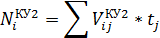 N_i^{КУ2} = ∑ V_{ij}^{КУ2} * t_j